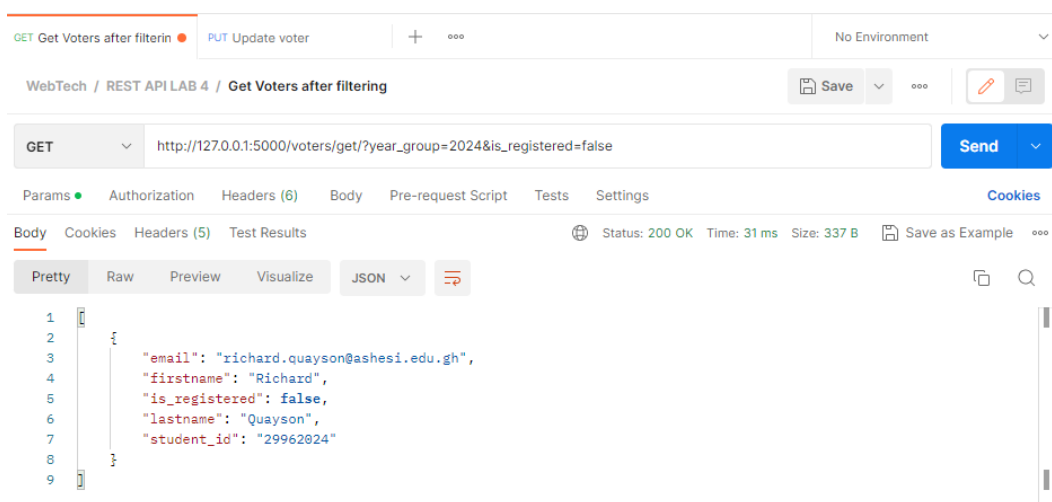 GET Get Voters after filterin PUT Update voter + ooo No Environment
WebTech / REST API LAB 4 / Get Voters after filtering Save ooo
GET http://127.0.0.1:5000/voters/get/?year_group=2024&is_registered=false Send
Params Authorization Headers (6) Body Pre-request Script Tests Settings Cookies
Body Cookies Headers (5) Test Results Status: 200 OK Time: 31 ms Size: 337 B Save as Example ooo
Pretty Raw Preview Visualize JSON
1 [
2 {
3 "email": "richard.quayson@ashesi.edu.gh",
4 "firstname": "Richard",
5 "is_registered": false,
6 "lastname": "Quayson",
7 "student_id": "29962024"
8 }
9 ]